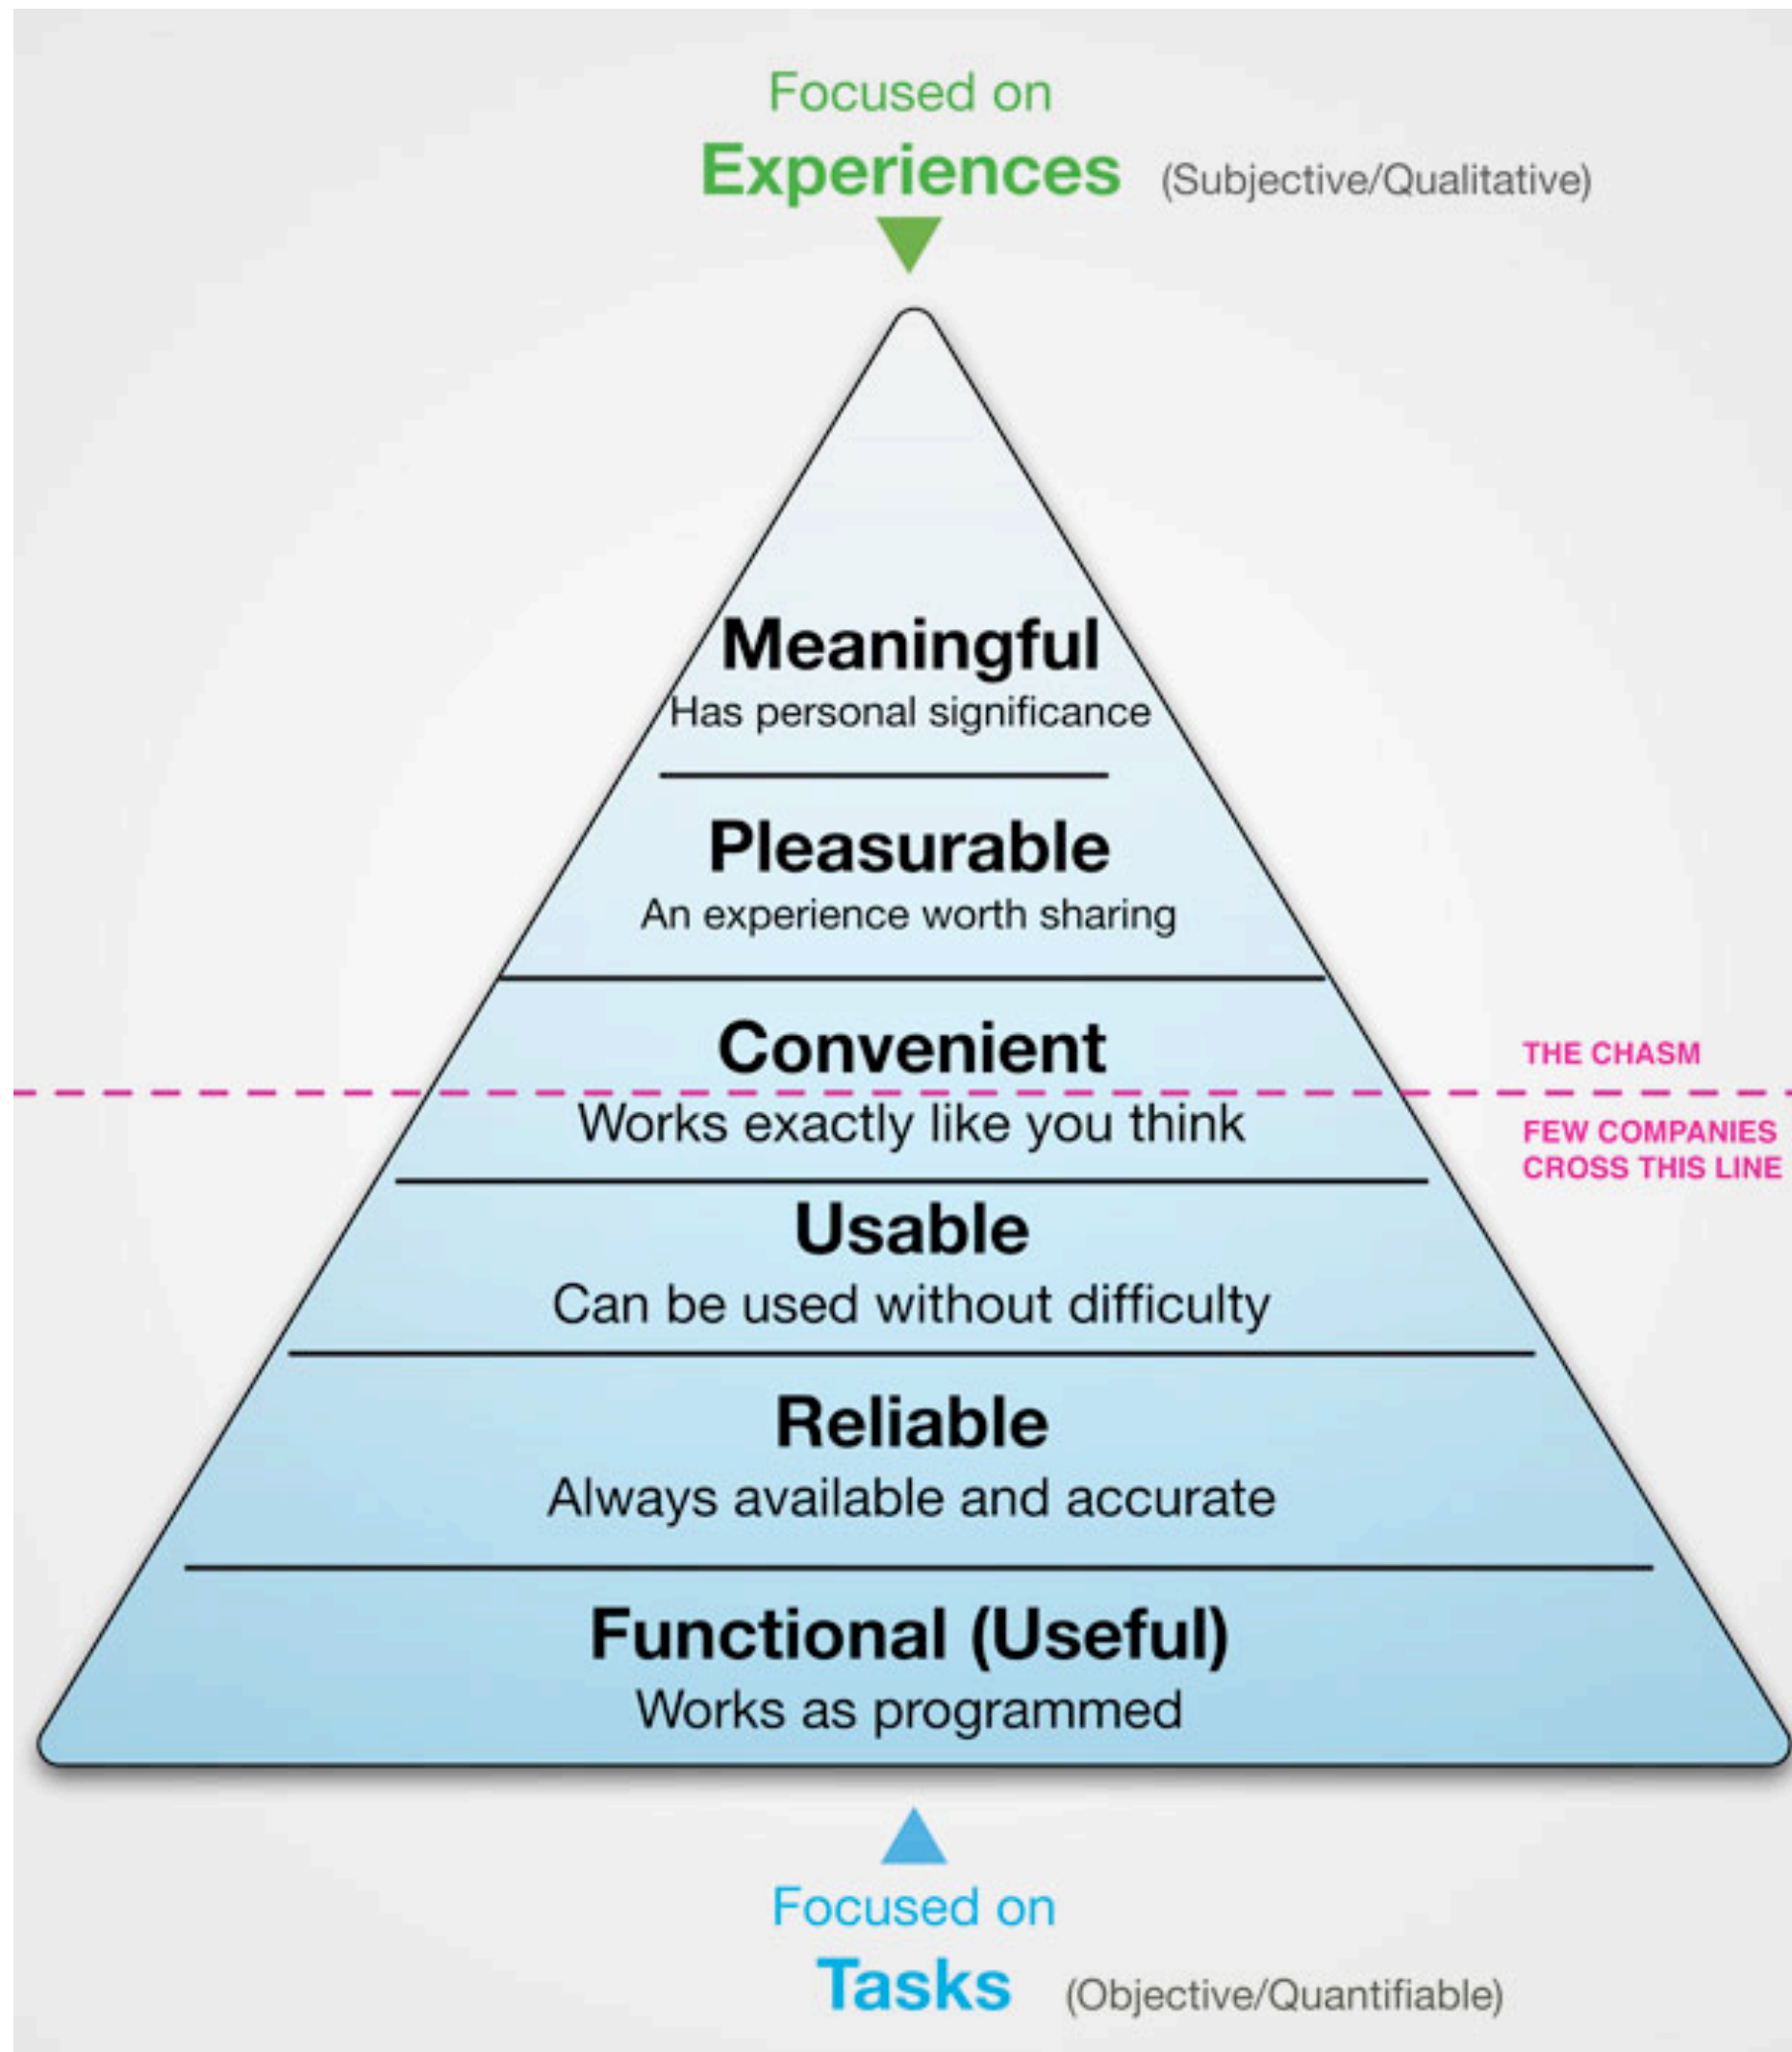 Focused on
Experiences (Subjective/Qualitative)
Meaningful
Has personal significance
Pleasurable
An experience worth sharing
Convenient
THE CHASM
Works exactly like you think
FEW COMPANIES
CROSS THIS LINE
Usable
Can be used without difficulty
Reliable
Always available and accurate
Functional (Useful)
Works as programmed
Focused on
Tasks (Objective/Quantifiable)